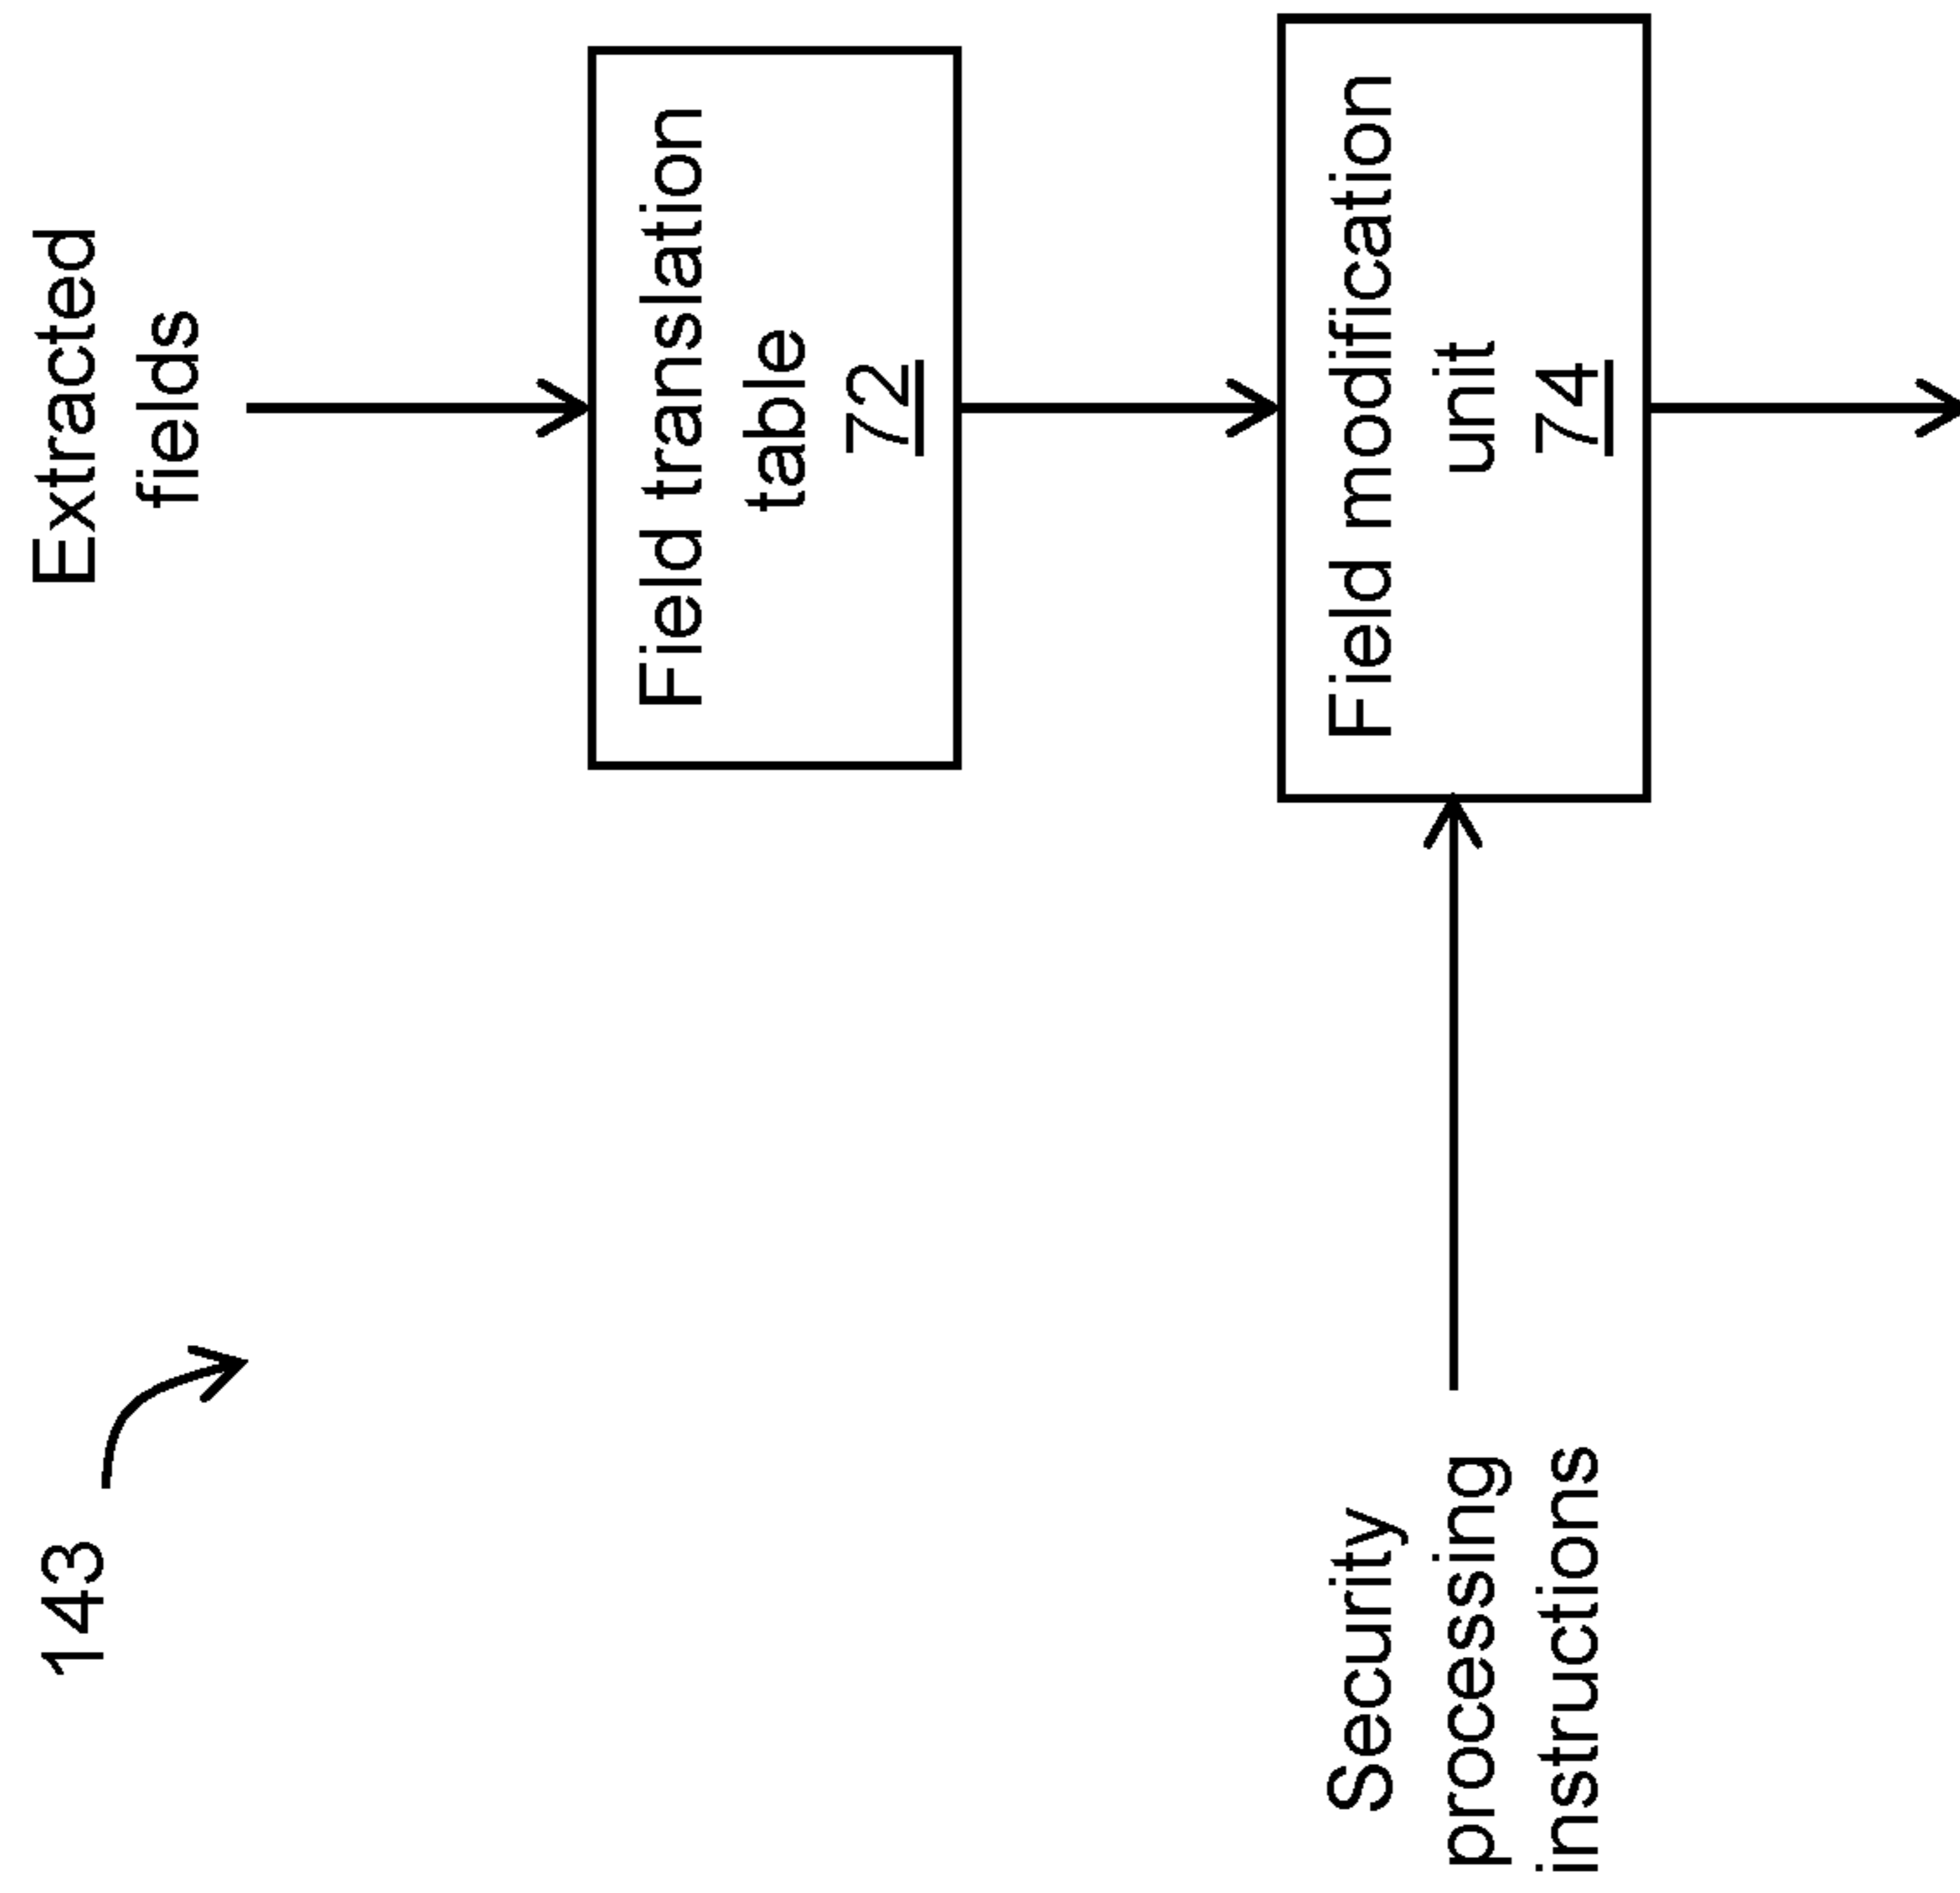 143
Extracted
fields
Field translation
table
72
Security
processing
instructions
Field modification
unit
74